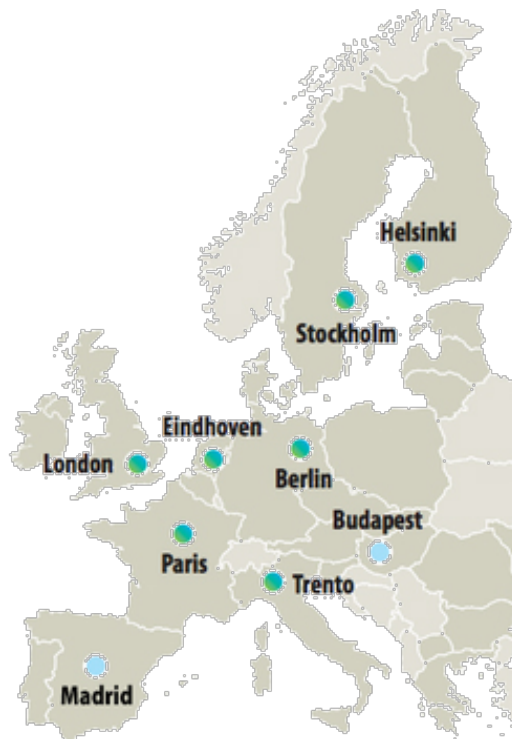 Helsinki
Stockholm
Eindhoven
London
Berlin
Budapest
Paris
Trento
Madrid